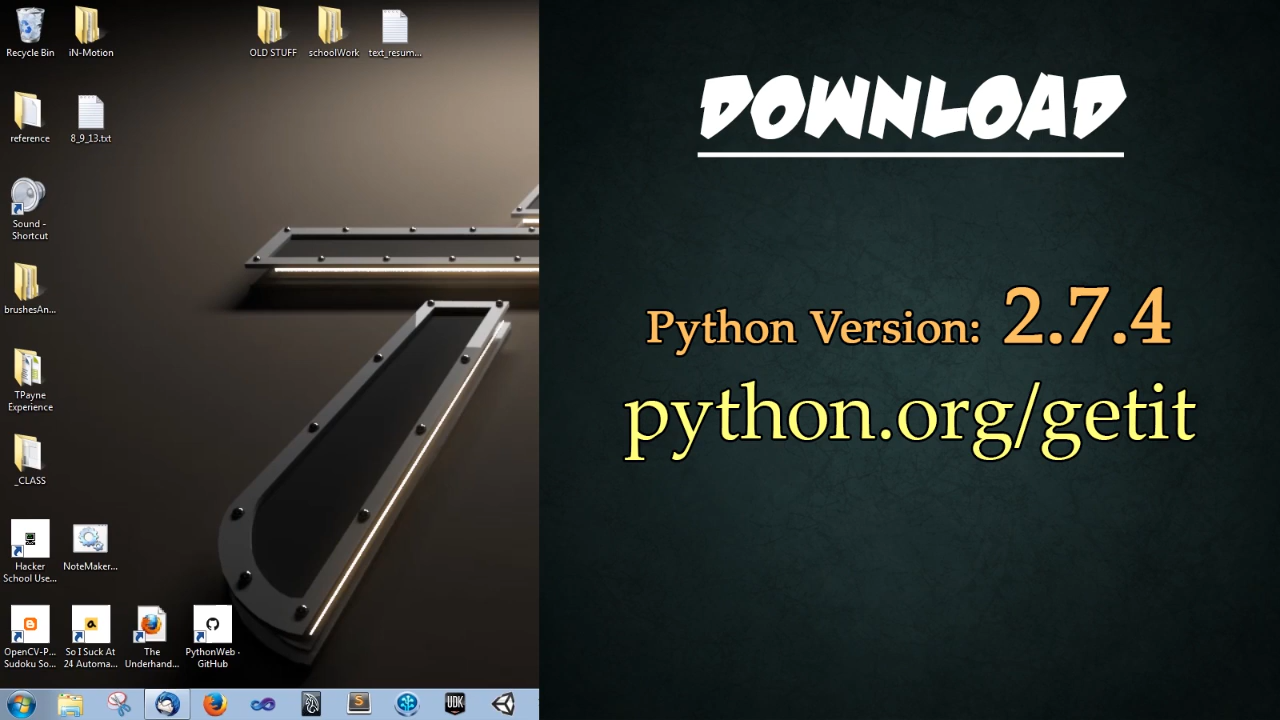 Recycle Bin
iN-Motion
OLD STUFF
schoolWork
text_resum...
reference
8_9_13.txt
Sound -
Shortcut
brushesAn...
TPayne
Experience
_CLASS
Hacker
School Use...
NoteMaker...
OpenCV-P...
Sudoku So...
So I Suck At
24 Automa...
The
Underhand...
PythonWeb -
GitHub
UDK
DOWNLOAD
Python Version: 2.7.4
python.org/getit